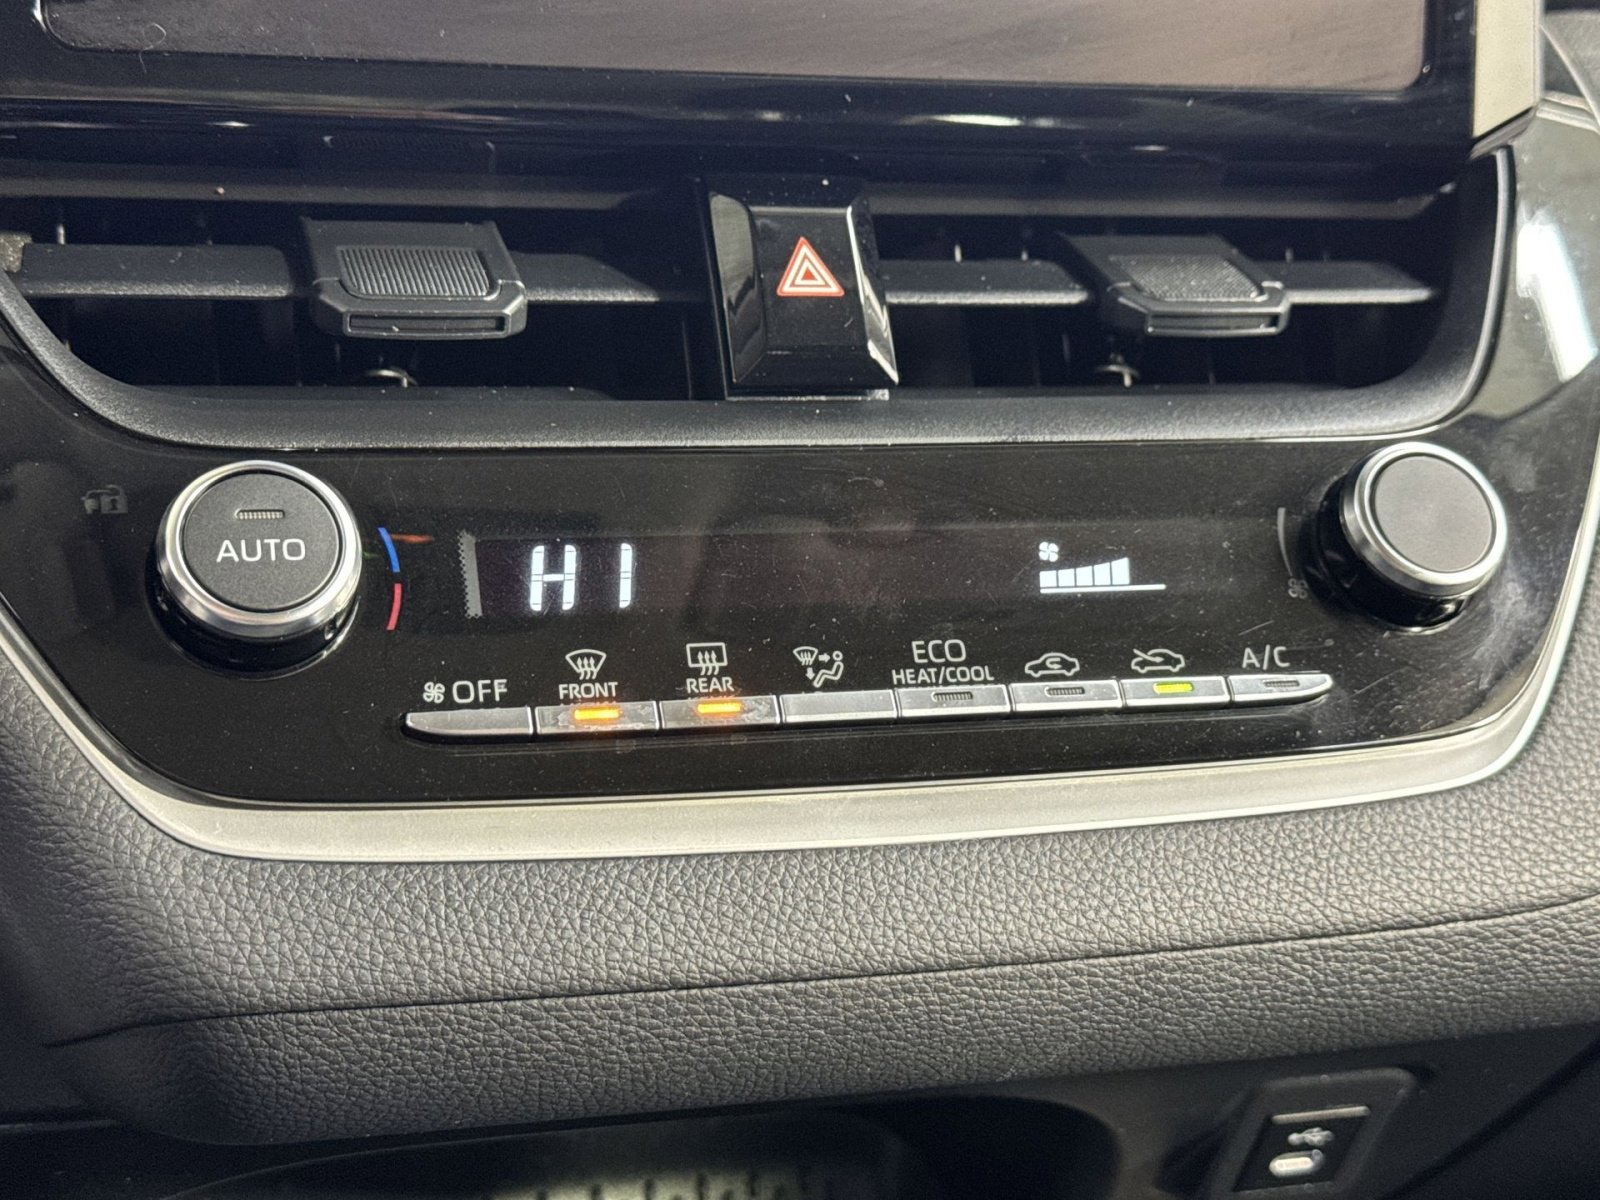 AUTO
HI
OFF
FRONT
REAR
ECO
HEAT/COOL
A/C